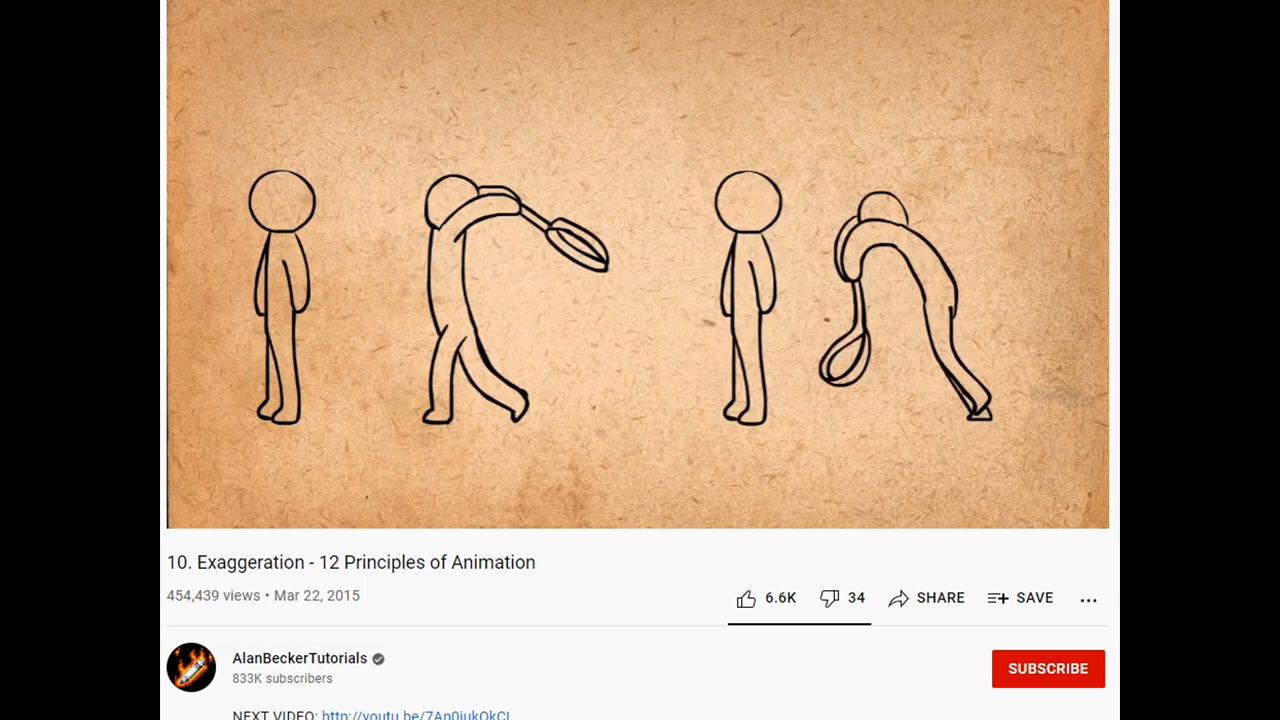 10. Exaggeration - 12 Principles of Animation
454,439 views • Mar 22, 2015
6.6K 34 SHARE SAVE ...
AlanBeckerTutorials
833K subscribers
SUBSCRIBE
NEXT VIDEO: